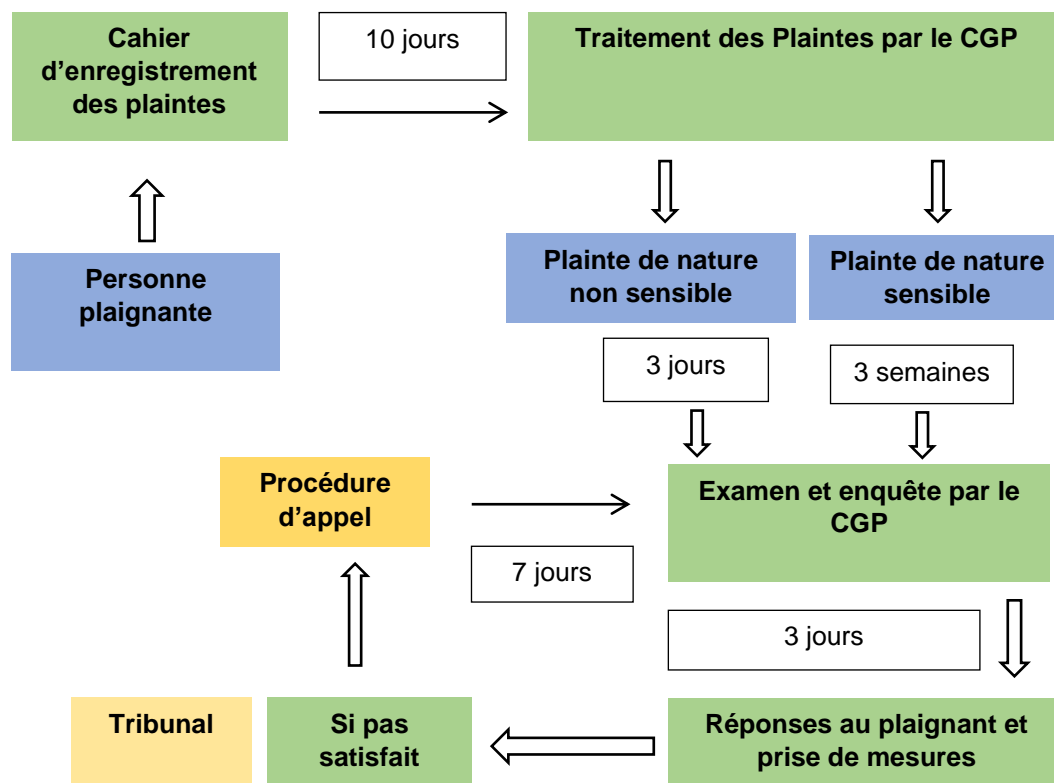 Cahier
d'enregistrement
des plaintes
10 jours
Traitement des Plaintes par le CGP
Personne
plaignante
Plainte de nature
non sensible
Plainte de nature
sensible
3 jours
3 semaines
Procédure
d'appel
Examen et enquête par le
CGP
7 jours
3 jours
Tribunal
Si pas
satisfait
Réponses au plaignant et
prise de mesures